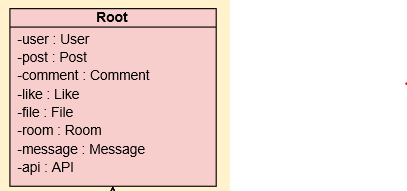 Root
-user : User
-post : Post
-comment : Comment
-like : Like
-file : File
-room : Room
-message : Message
-api : API